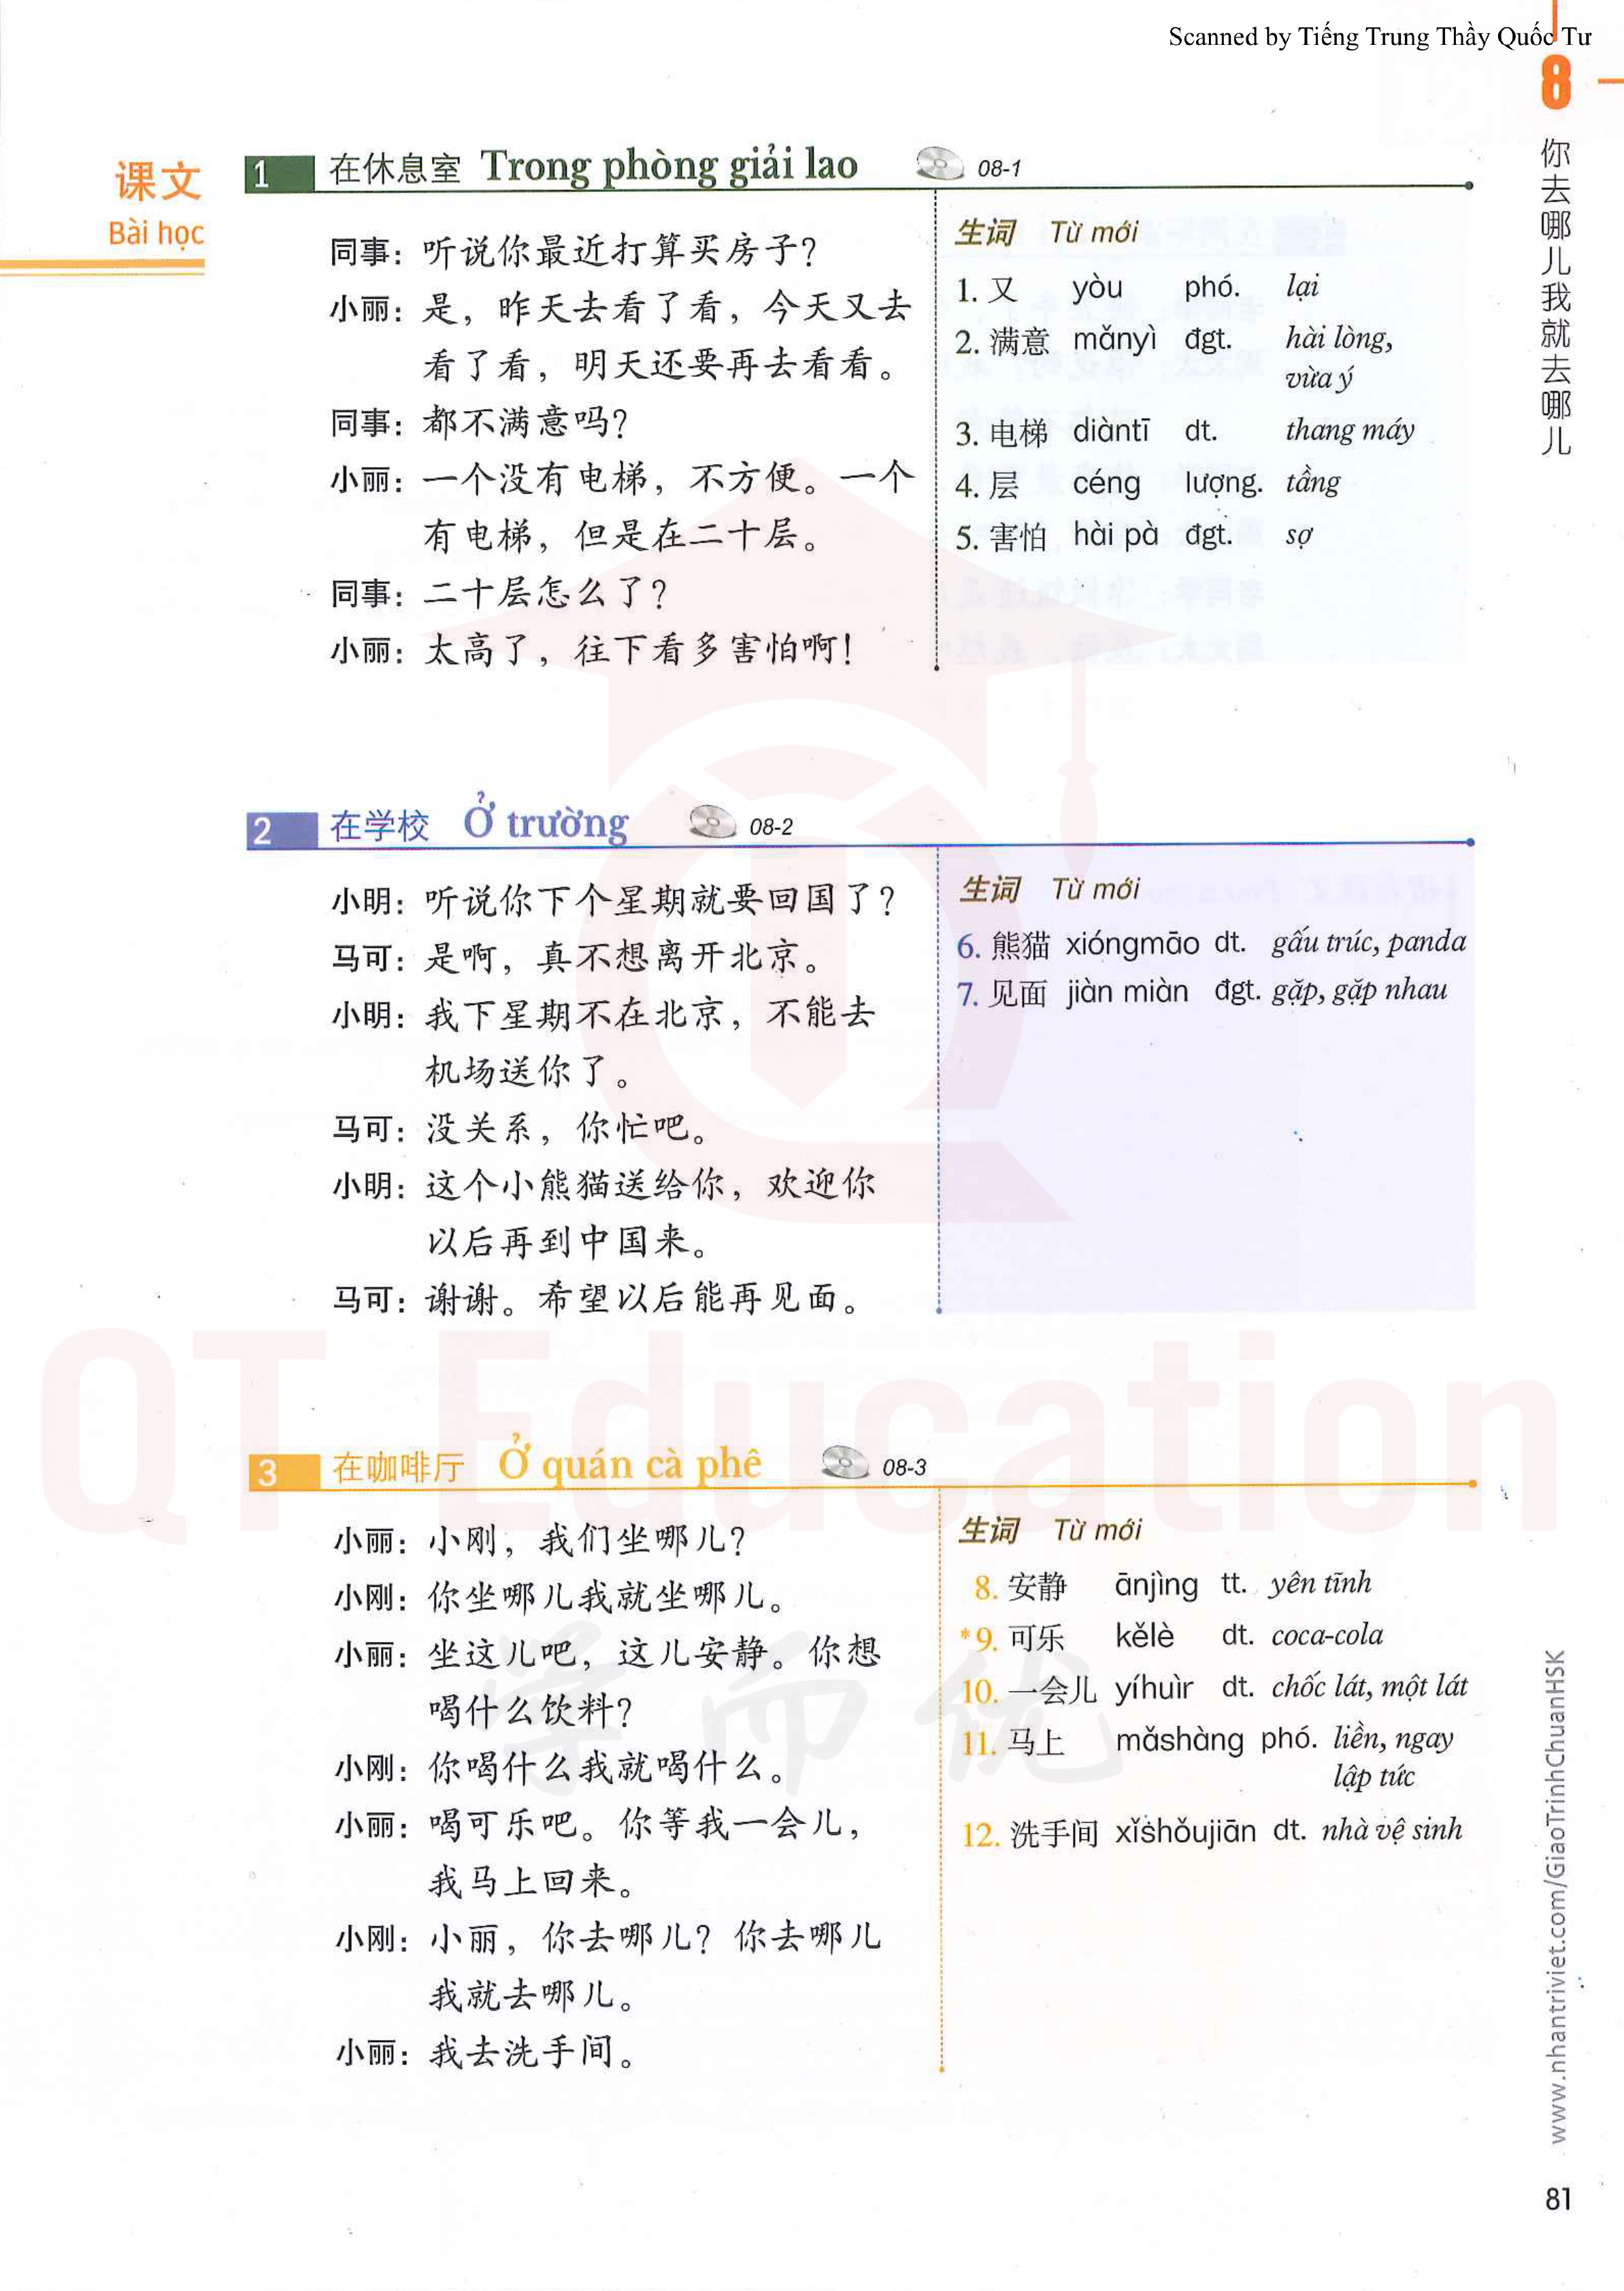 Scanned by Tiếng Trung Thầy Quốc Tư
8
你去哪儿我就去哪儿
课文
Bài học
1 在休息室 Trong phòng giải lao 08-1
同事：听说你最近打算买房子？
小丽：是，昨天去看了看，今天又去
看了看，明天还要再去看看。
同事：都不满意吗？
小丽：一个没有电梯，不方便。一个
有电梯，但是在二十层。
同事：二十层怎么了？
小丽：太高了，往下看多害怕啊！
生词 Từ mới
1. 又 yòu phó. lại
2. 满意 mǎnyì đgt. hài lòng,
vừa ý
3. 电梯 diàntī dt. thang máy
4. 层 céng lượng. tầng
5. 害怕 hài pà đgt. sợ
2 在学校 Ở trường 08-2
小明：听说你下个星期就要回国了？
马可：是啊，真不想离开北京。
小明：我下星期不在北京，不能去
机场送你了。
马可：没关系，你忙吧。
小明：这个小熊猫送给你，欢迎你
以后再到中国来。
马可：谢谢。希望以后能再见面。
生词 Từ mới
6. 熊猫 xióngmāo dt. gấu trúc, panda
7. 见面 jiàn miàn đgt. gặp, gặp nhau
QT Education
3 在咖啡厅 Ở quán cà phê 08-3
小丽：小刚，我们坐哪儿？
小刚：你坐哪儿我就坐哪儿。
小丽：坐这儿吧，这儿安静。你想
喝什么饮料？
小刚：你喝什么我就喝什么。
小丽：喝可乐吧。你等我一会儿，
我马上回来。
小刚：小丽，你去哪儿？你去哪儿
我就去哪儿。
小丽：我去洗手间。
生词 Từ mới
8. 安静 ānjìng tt. yên tĩnh
*9. 可乐 kělè dt. coca-cola
10. 一会儿 yíhuìr dt. chốc lát, một lát
11. 马上 mǎshàng phó. liền, ngay
lập tức
12. 洗手间 xǐshǒujiān dt. nhà vệ sinh
学而优
www.nhantriviet.com/GiaoTrinhChuanHSK
81